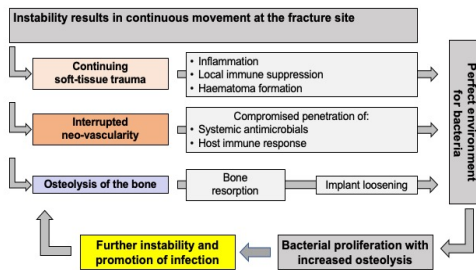 Instability results in continuous movement at the fracture site
Continuing
soft-tissue trauma
• Inflammation
• Local immune suppression
• Haematoma formation
Interrupted
neo-vascularity
Compromised penetration of:
• Systemic antimicrobials
• Host immune response
Osteolysis of the bone
Bone
resorption
Implant loosening
Perfect environment
for bacteria
Further instability and
promotion of infection
Bacterial proliferation with
increased osteolysis